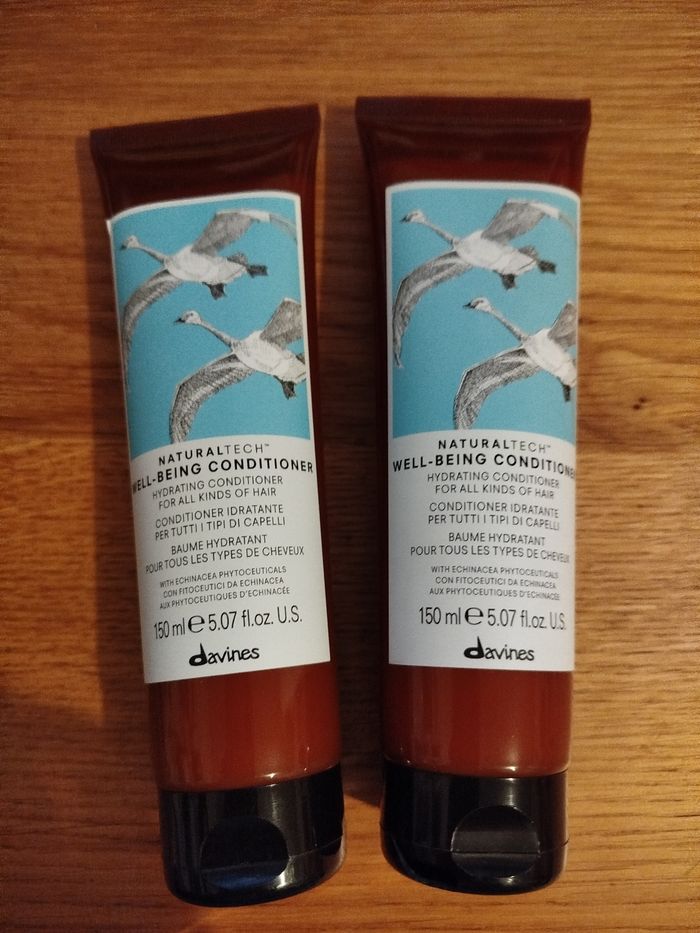 NATURALTECH™
WELL-BEING CONDITIONER
HYDRATING CONDITIONER
FOR ALL KINDS OF HAIR
CONDITIONER IDRATANTE
PER TUTTI I TIPI DI CAPELLI
BAUME HYDRATANT
POUR TOUS LES TYPES DE CHEVEUX
WITH ECHINACEA PHYTOCEUTICALS
CON FITOCEUTICI DA ECHINACEA
AUX PHYTOCEUTIQUES D'ECHINACÉE
150 ml e 5.07 fl.oz. U.S.
davines
NATURALTECH™
WELL-BEING CONDITIONER
HYDRATING CONDITIONER
FOR ALL KINDS OF HAIR
CONDITIONER IDRATANTE
PER TUTTI I TIPI DI CAPELLI
BAUME HYDRATANT
POUR TOUS LES TYPES DE CHEVEUX
WITH ECHINACEA PHYTOCEUTICALS
CON FITOCEUTICI DA ECHINACEA
AUX PHYTOCEUTIQUES D'ECHINACÉE
150 ml e 5.07 fl.oz. U.S.
davines